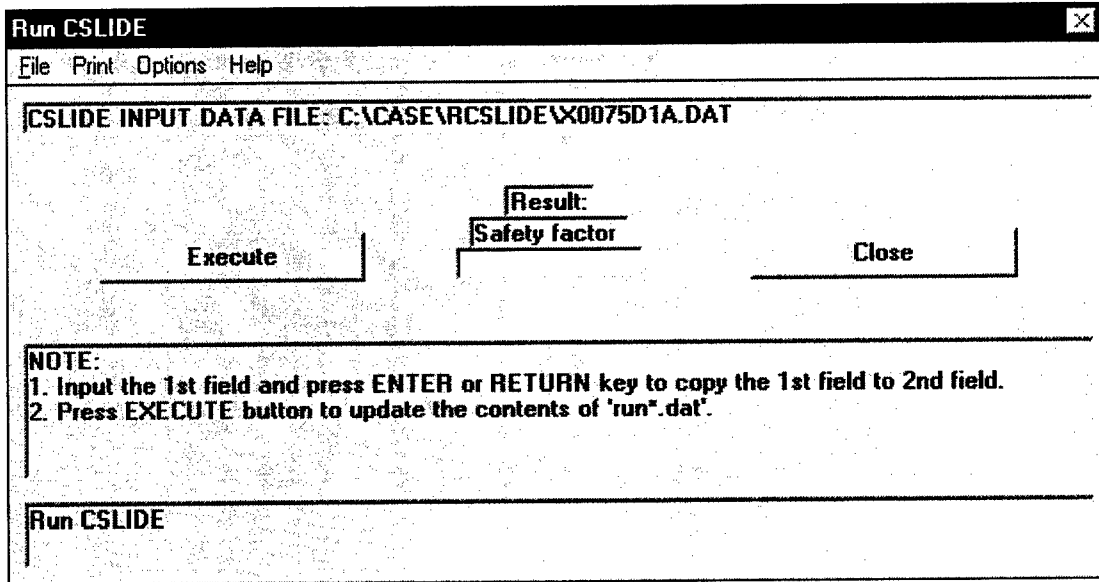 Run CSLIDE
File Print Options Help
CSLIDE INPUT DATA FILE: C:\CASE\RCSLIDE\X0075D1A.DAT
Result:
Safety factor
Execute
Close
NOTE:
1. Input the 1st field and press ENTER or RETURN key to copy the 1st field to 2nd field.
2. Press EXECUTE button to update the contents of 'run*.dat'.
Run CSLIDE